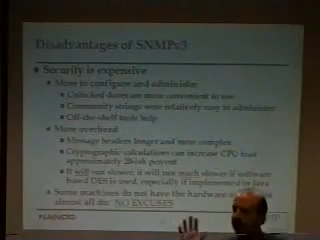 Disadvantages of SNMPv3
Security is expensive
More to configure and administer
Unlocked doors are more convenient to use
Community strings were relatively easy to administer
Off-the-shelf tools help
More overhead
Message headers longer and more complex
Cryptographic calculations can increase CPU load
approximately 20 percent
It will run slower; it will run much slower if software
based DES is used, especially if implemented in Java
Some machines do not have the hardware
almost all do: NO EXCUSES
NANOG